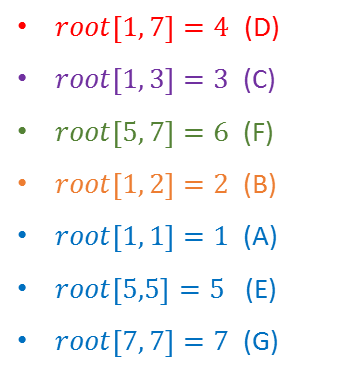 • root[1,7] = 4 (D)
• root[1,3] = 3 (C)
• root[5,7] = 6 (F)
• root[1,2] = 2 (B)
• root[1,1] = 1 (A)
• root[5,5] = 5 (E)
• root[7,7] = 7 (G)